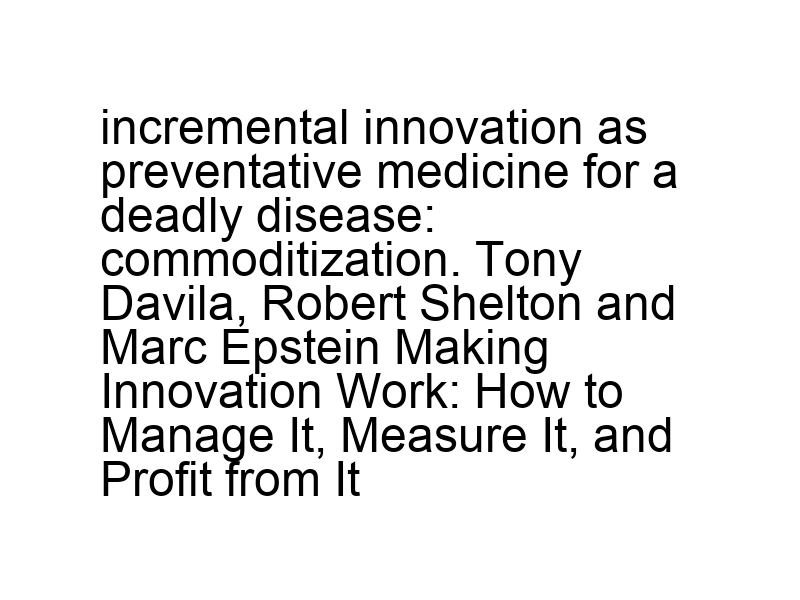 incremental innovation as
preventative medicine for a
deadly disease:
commoditization. Tony
Davila, Robert Shelton and
Marc Epstein Making
Innovation Work: How to
Manage It, Measure It, and
Profit from It